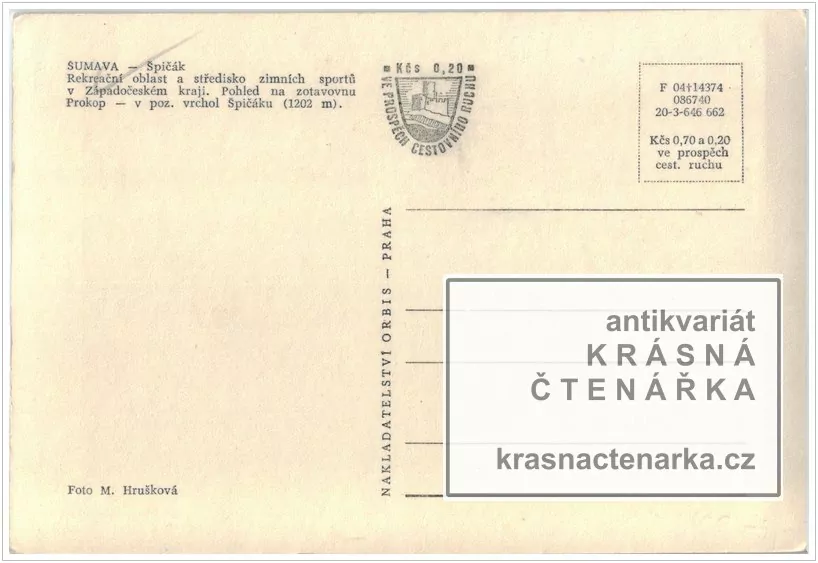 ŠUMAVA — Špičák
Rekreační oblast a středisko zimních sportů
v Západočeském kraji. Pohled na zotavovnu
Prokop — v poz. vrchol Špičáku (1202 m).
Kčs 0,20
VE PROSPĚCH CESTOVNÍHO RUCHU
F 04†14374
086740
20-3-646 662
Kčs 0,70 a 0,20
ve prospěch
cest. ruchu
NAKLADATELSTVÍ ORBIS — PRAHA
antikvariát
KRÁSNÁ
ČTENÁŘKA
krasnactenarka.cz
Foto M. Hrušková